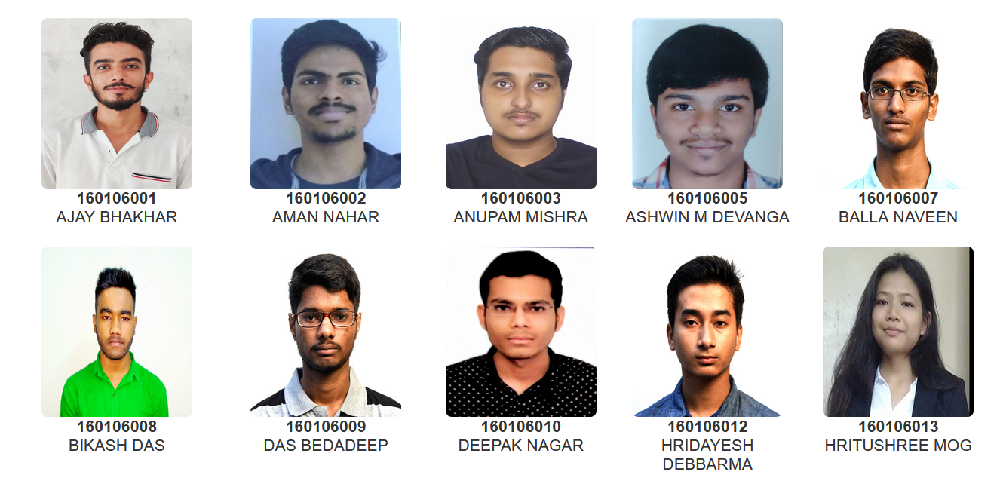 160106001
AJAY BHAKHAR
160106002
AMAN NAHAR
160106003
ANUPAM MISHRA
160106005
ASHWIN M DEVANGA
160106007
BALLA NAVEEN
160106008
BIKASH DAS
160106009
DAS BEDADEEP
160106010
DEEPAK NAGAR
160106012
HRIDAYESH
DEBBARMA
160106013
HRITUSHREE MOG